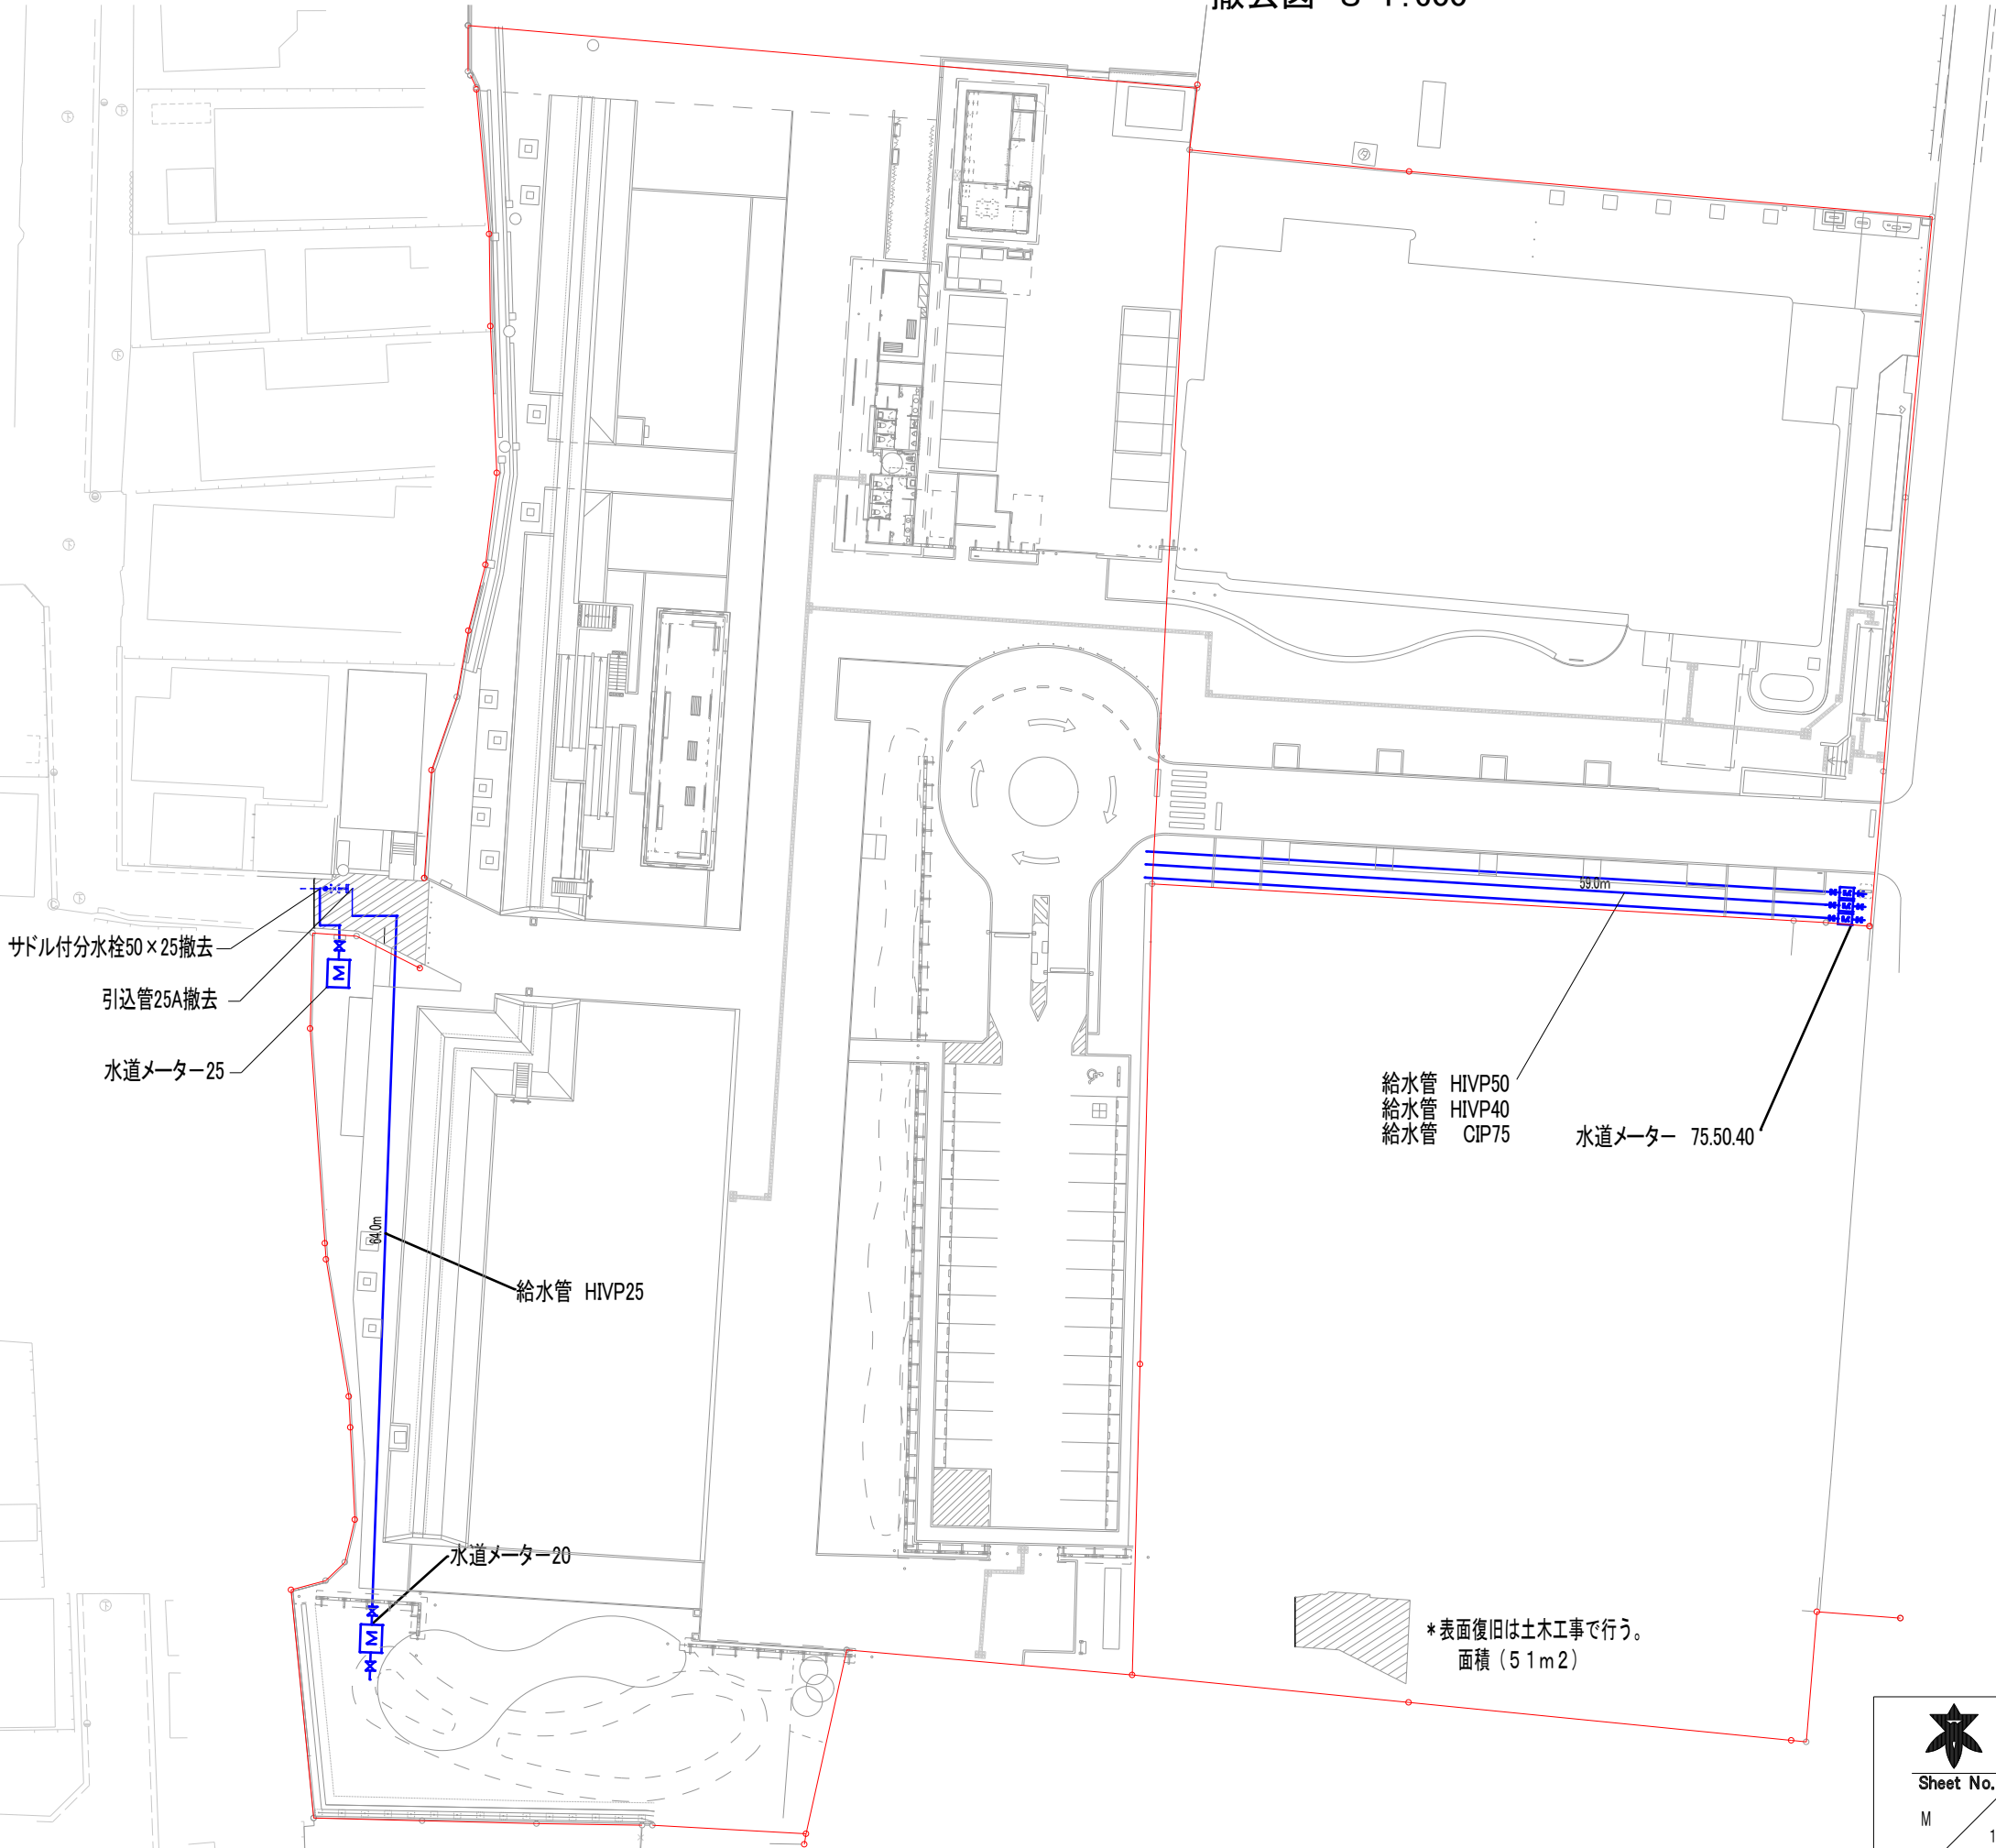 サドル付分水栓50×25撤去
引込管25A撤去
水道メーター25
59.0m
給水管 HIVP50
給水管 HIVP40
給水管 CIP75
水道メーター 75.50.40
64.0m
給水管 HIVP25
水道メーター20
M
M
*表面復旧は土木工事で行う。
面積(51m2)
Sheet No.
M
1